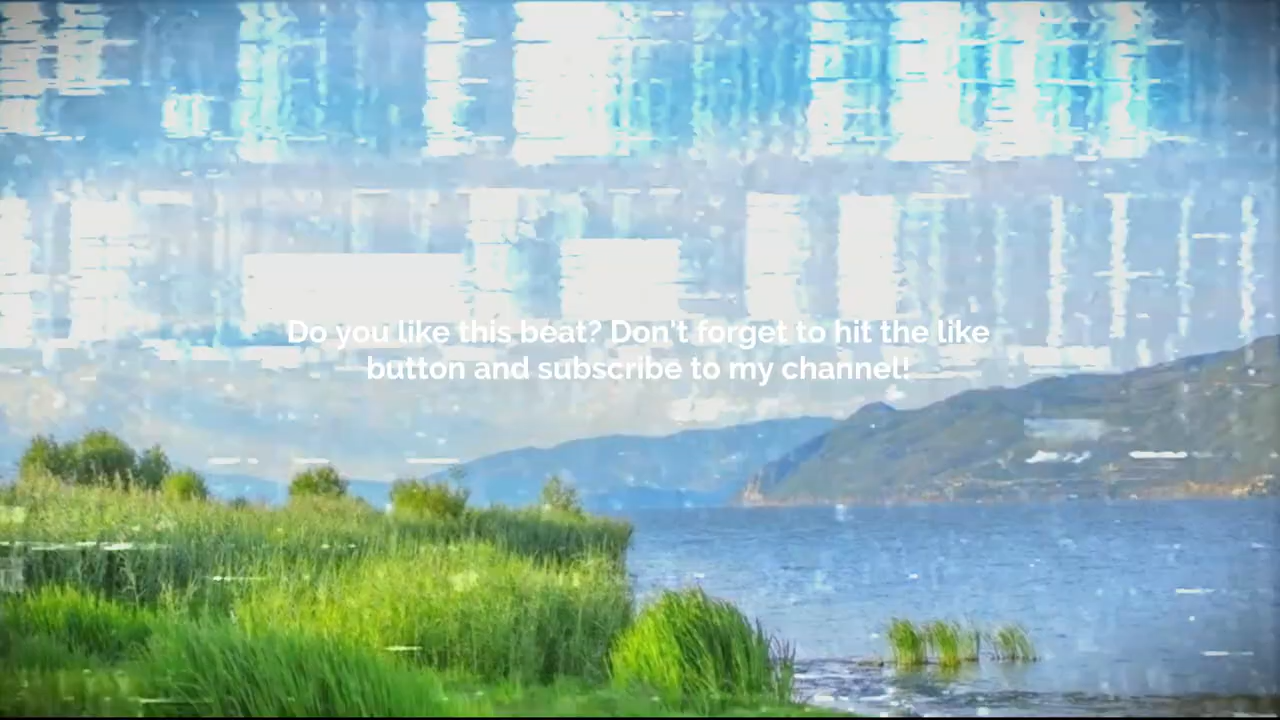 Do you like this beat? Don't forget to hit the like
button and subscribe to my channel!